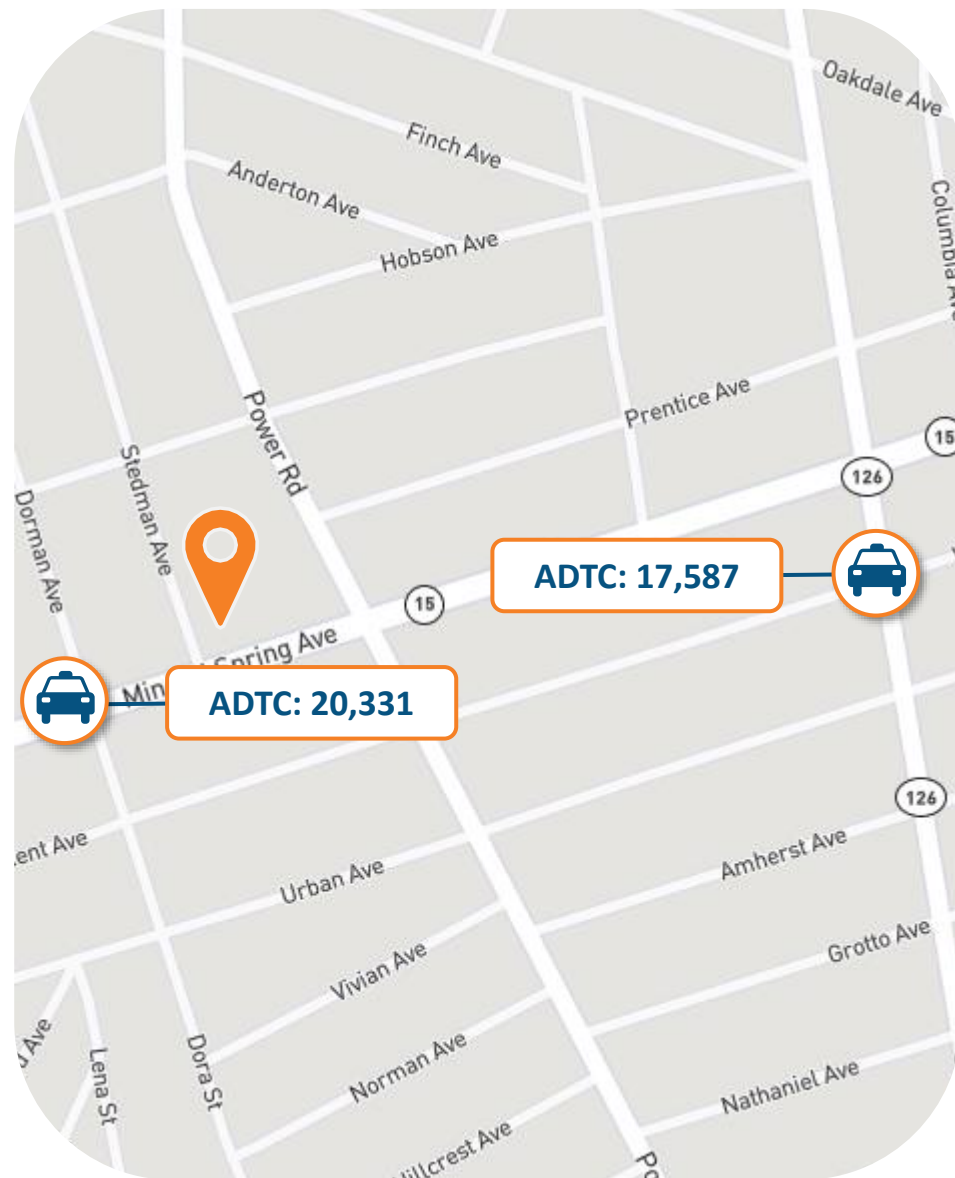 Oakdale Ave
Finch Ave
Anderton Ave
Columbia Ave
Hobson Ave
Prentice Ave
Power Rd
15
Stedman Ave
126
Dorman Ave
ADTC: 17,587
15
Spring Ave
ADTC: 20,331
126
Ave
Amherst Ave
Urban Ave
Grotto Ave
Vivian Ave
Ave
Norman Ave
Dora St
Lena St
Nathaniel Ave
Ave